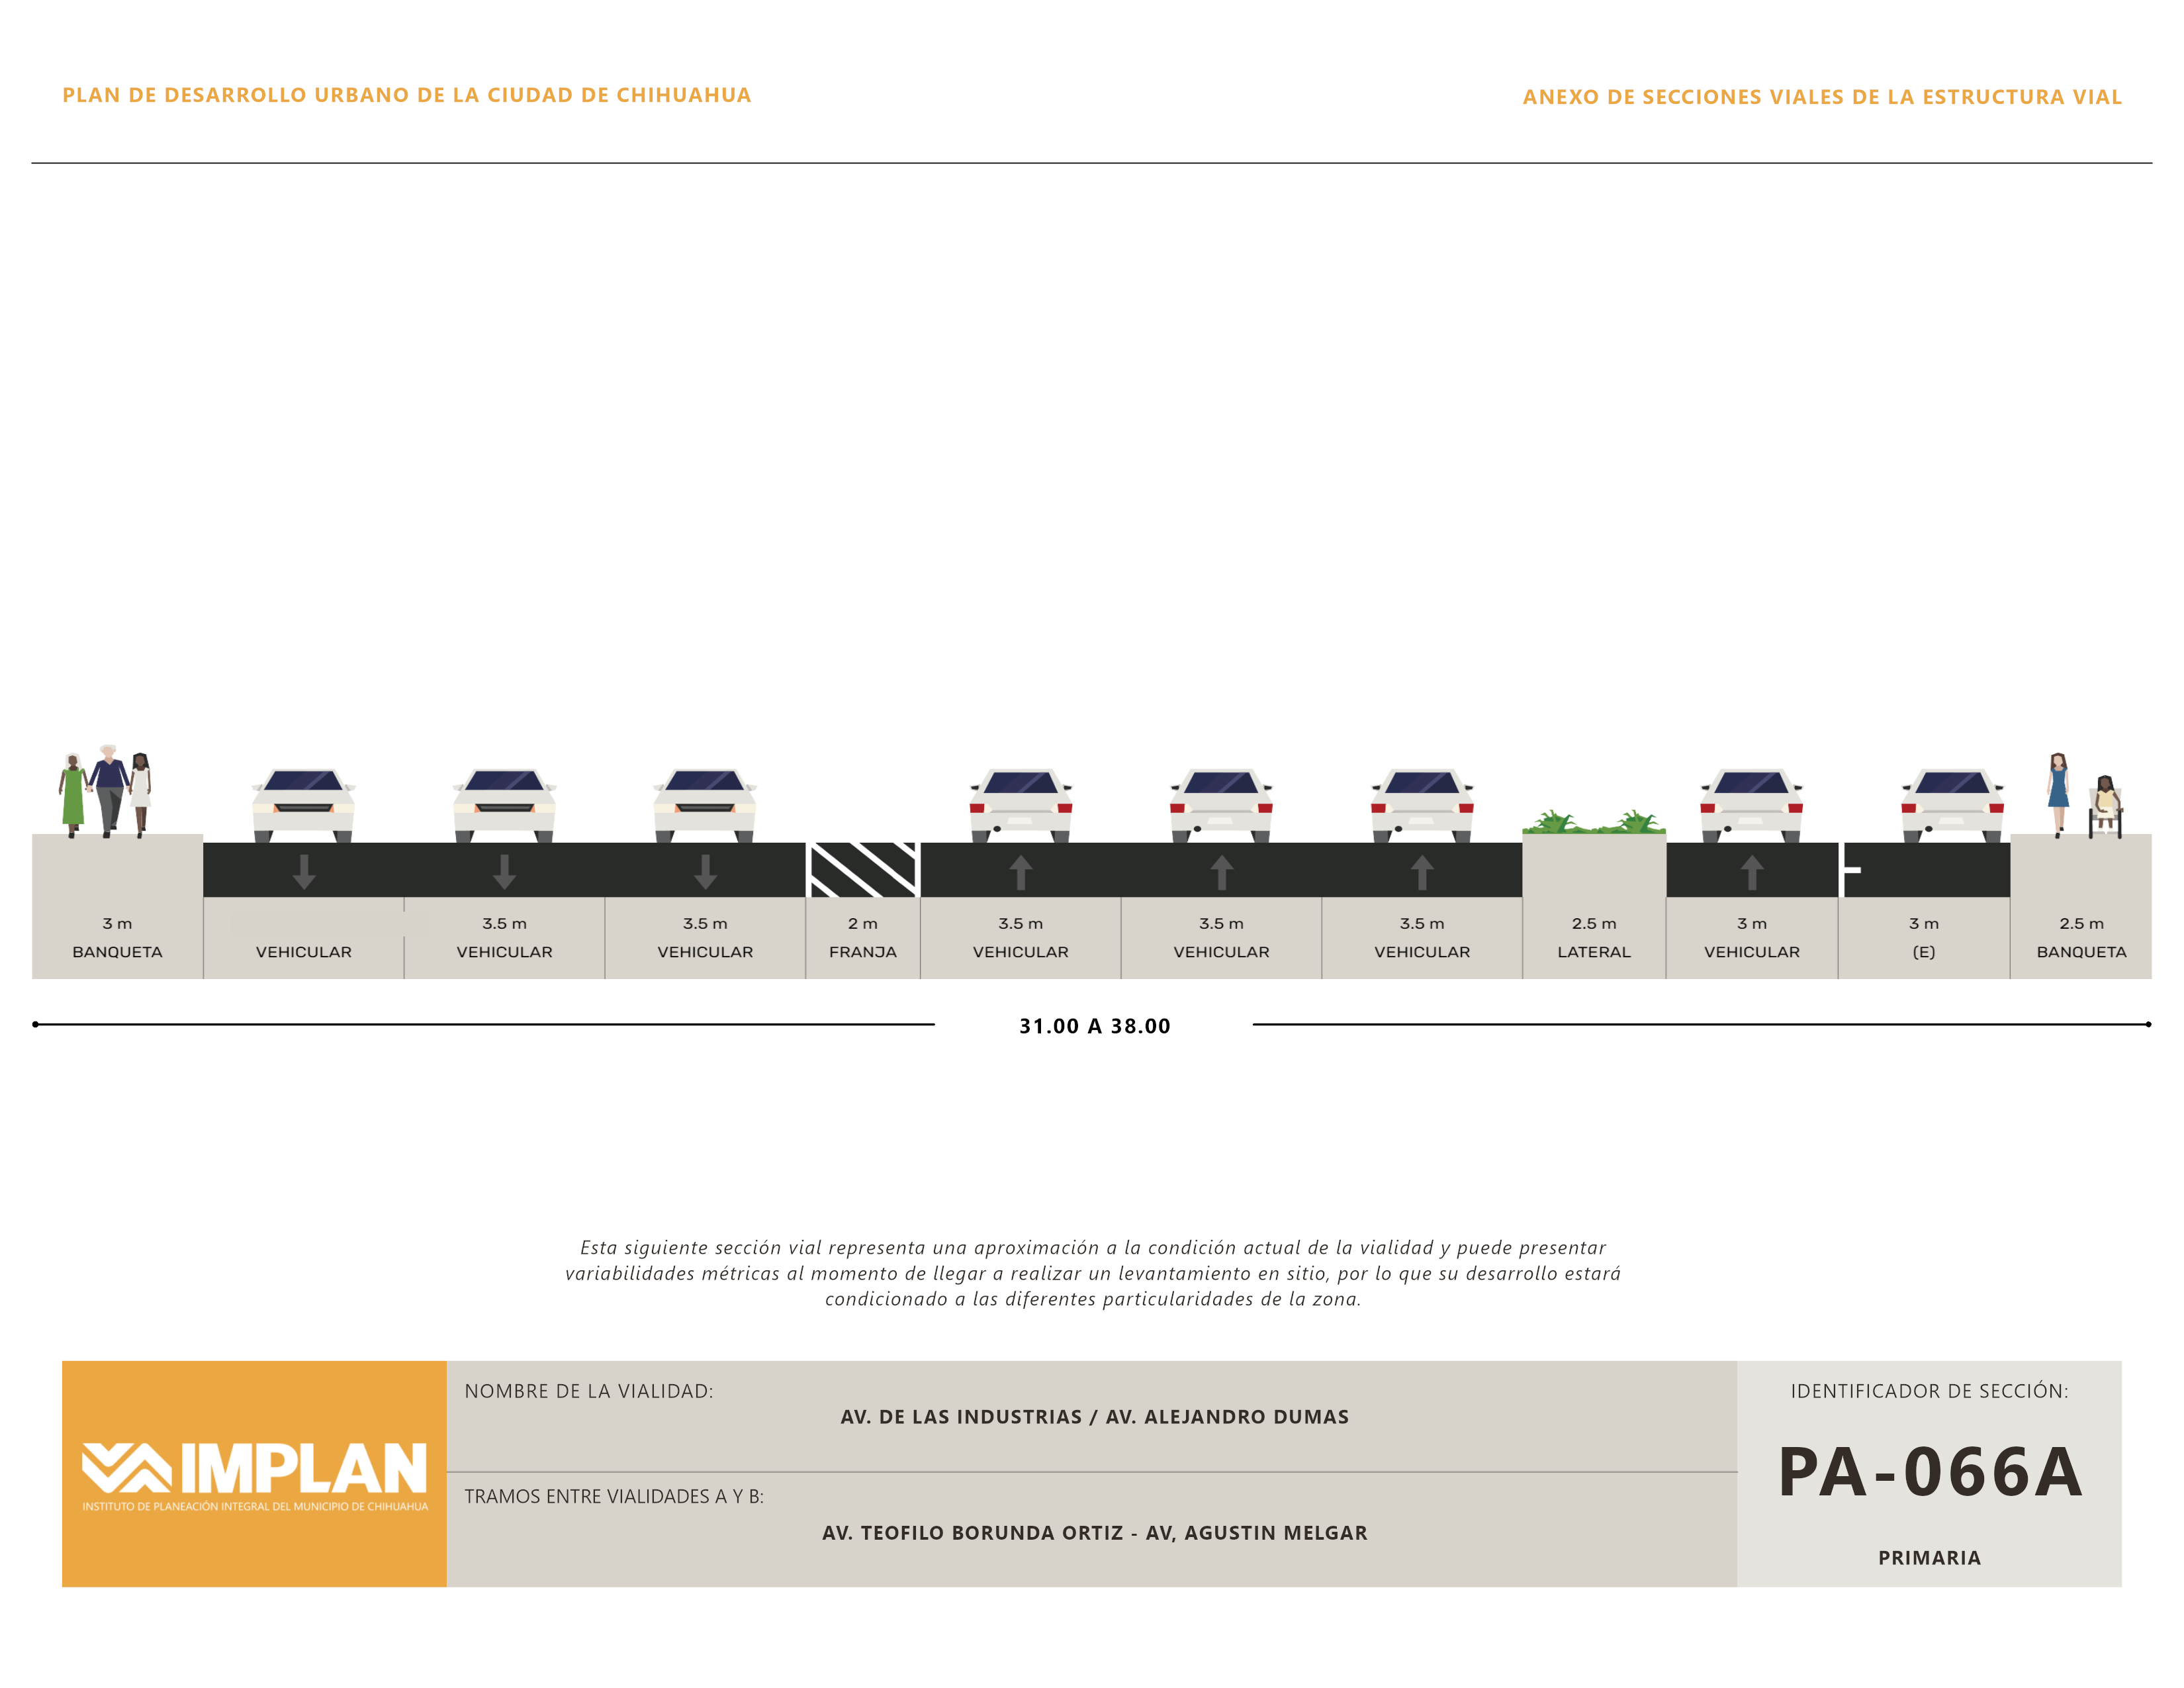 PLAN DE DESARROLLO URBANO DE LA CIUDAD DE CHIHUAHUA
ANEXO DE SECCIONES VIALES DE LA ESTRUCTURA VIAL
3 m
BANQUETA
VEHICULAR
3.5 m
VEHICULAR
3.5 m
VEHICULAR
2 m
FRANJA
3.5 m
VEHICULAR
3.5 m
VEHICULAR
3.5 m
VEHICULAR
2.5 m
LATERAL
3 m
VEHICULAR
3 m
(E)
2.5 m
BANQUETA
31.00 A 38.00
Esta siguiente sección vial representa una aproximación a la condición actual de la vialidad y puede presentar
variabilidades métricas al momento de llegar a realizar un levantamiento en sitio, por lo que su desarrollo estará
condicionado a las diferentes particularidades de la zona.
IMPLAN
INSTITUTO DE PLANEACIÓN INTEGRAL DEL MUNICIPIO DE CHIHUAHUA
NOMBRE DE LA VIALIDAD:
AV. DE LAS INDUSTRIAS / AV. ALEJANDRO DUMAS
TRAMOS ENTRE VIALIDADES A Y B:
AV. TEOFILO BORUNDA ORTIZ - AV, AGUSTIN MELGAR
IDENTIFICADOR DE SECCIÓN:
PA-066A
PRIMARIA